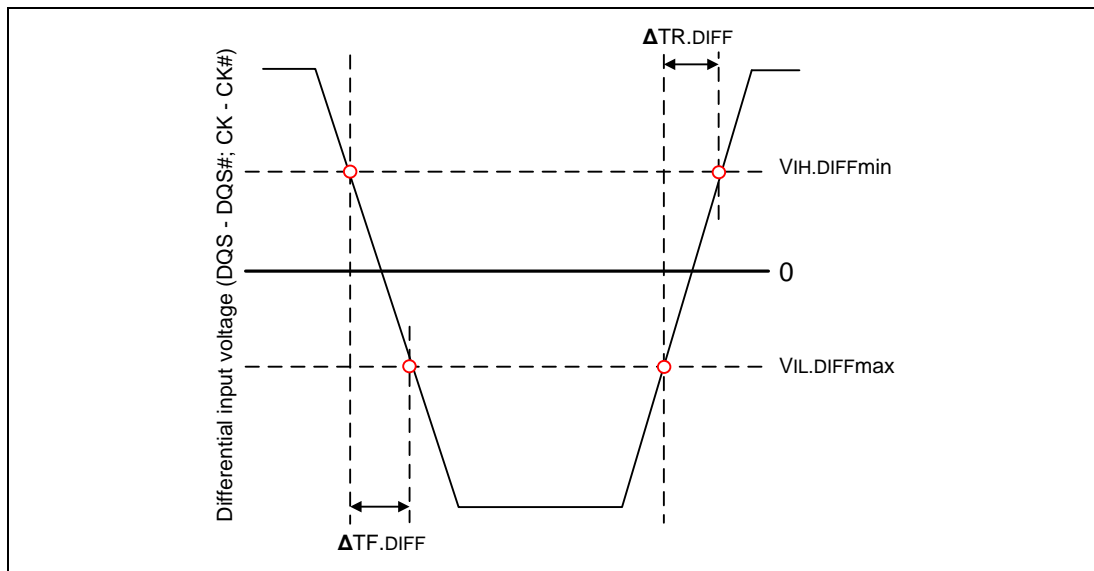 ΔTR.DIFF
Differential input voltage (DQS - DQS#; CK - CK#)
VIH.DIFFmin
0
VIL.DIFFmax
ΔTF.DIFF